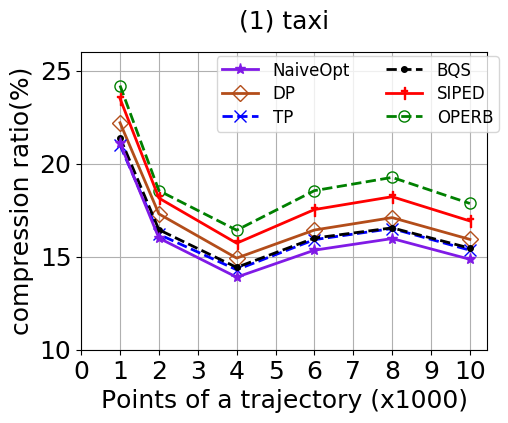 (1) taxi
compression ratio(%)
25
20
15
10
NaiveOpt
DP
TP
BQS
SIPED
OPERB
0 1 2 3 4 5 6 7 8 9 10
Points of a trajectory (x1000)